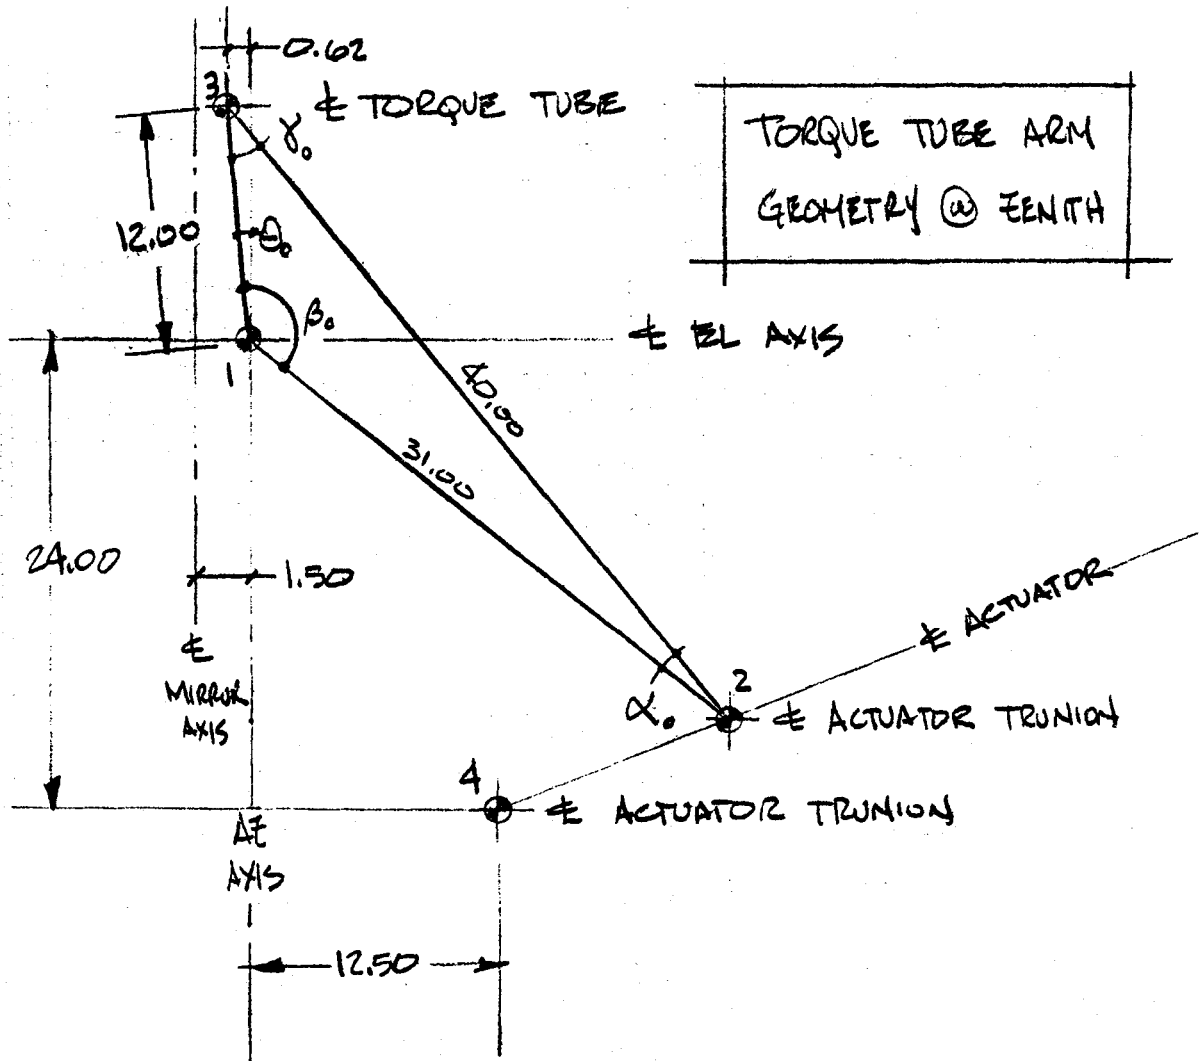 0.62
3
℄ TORQUE TUBE
γ₀
TORQUE TUBE ARM
GEOMETRY @ ZENITH
12.00
θ₀
β₀
℄ EL AXIS
1
40.00
31.00
24.00
1.50
℄ ACTUATOR
℄
MIRROR
AXIS
2
α₀
℄ ACTUATOR TRUNION
4
℄ ACTUATOR TRUNION
AZ
AXIS
12.50